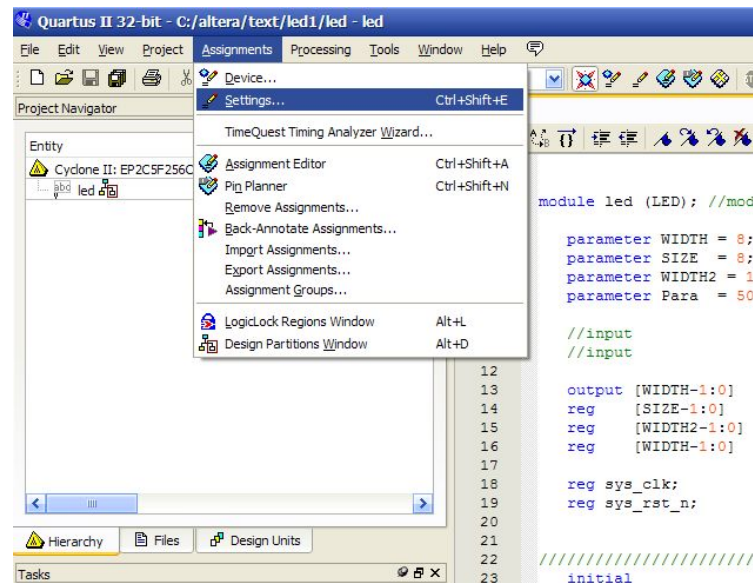 Quartus II 32-bit - C:/altera/text/led1/led - led
File Edit View Project Assignments Processing Tools Window Help
Project Navigator
Entity
Cyclone II: EP2C5F256C
abd led
Device...
Settings... Ctrl+Shift+E
TimeQuest Timing Analyzer Wizard...
Assignment Editor Ctrl+Shift+A
Pin Planner Ctrl+Shift+N
Remove Assignments...
Back-Annotate Assignments...
Import Assignments...
Export Assignments...
Assignment Groups...
LogicLock Regions Window Alt+L
Design Partitions Window Alt+D
module led (LED); //mod
parameter WIDTH = 8;
parameter SIZE = 8;
parameter WIDTH2 = 1
parameter Para = 50
//input
//input
12
13 output [WIDTH-1:0]
14 reg [SIZE-1:0]
15 reg [WIDTH2-1:0]
16 reg [WIDTH-1:0]
17
18 reg sys_clk;
19 reg sys_rst_n;
20
21
22 ///////////////////////
23 initial
Hierarchy Files Design Units
Tasks